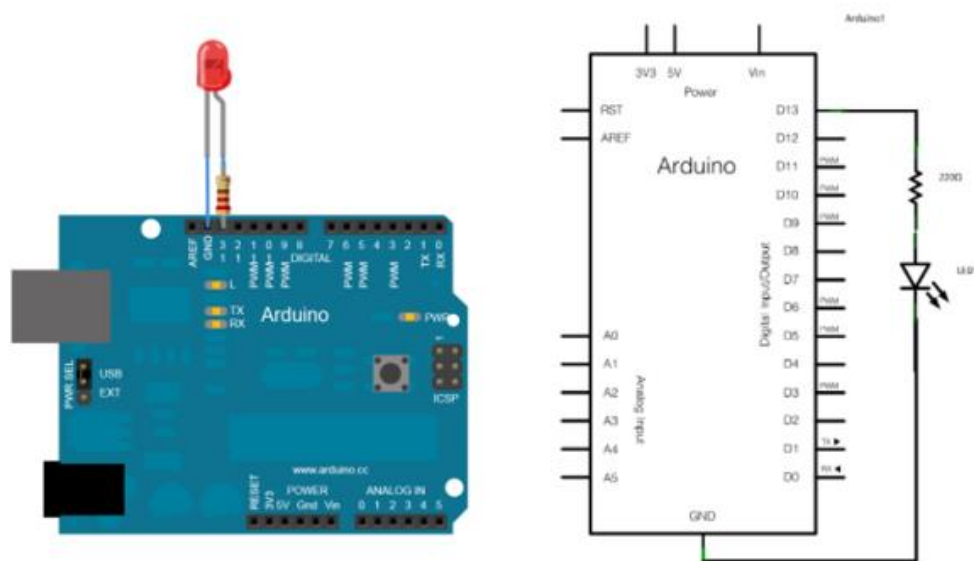 AREF
GND
13
12
PWM 11
PWM 10
PWM 9
8
DIGITAL
7
PWM 6
PWM 5
4
PWM 3
2
TX 1
RX 0
L
TX
RX
Arduino
PWR
1
ICSP
PWR SEL
USB
EXT
www.arduino.cc
POWER
ANALOG IN
RESET
3V3
5V Gnd Vin
0 1 2 3 4 5
Arduino1
3V3 5V Vin
Power
RST
AREF
Arduino
D13
D12
D11 PWM
D10 PWM
D9 PWM
D8
D7
D6 PWM
D5 PWM
D4
D3 PWM
D2
D1 TX
D0 RX
Digital Input/Output
A0
A1
A2
A3
A4
A5
Analog Input
GND
220Ω